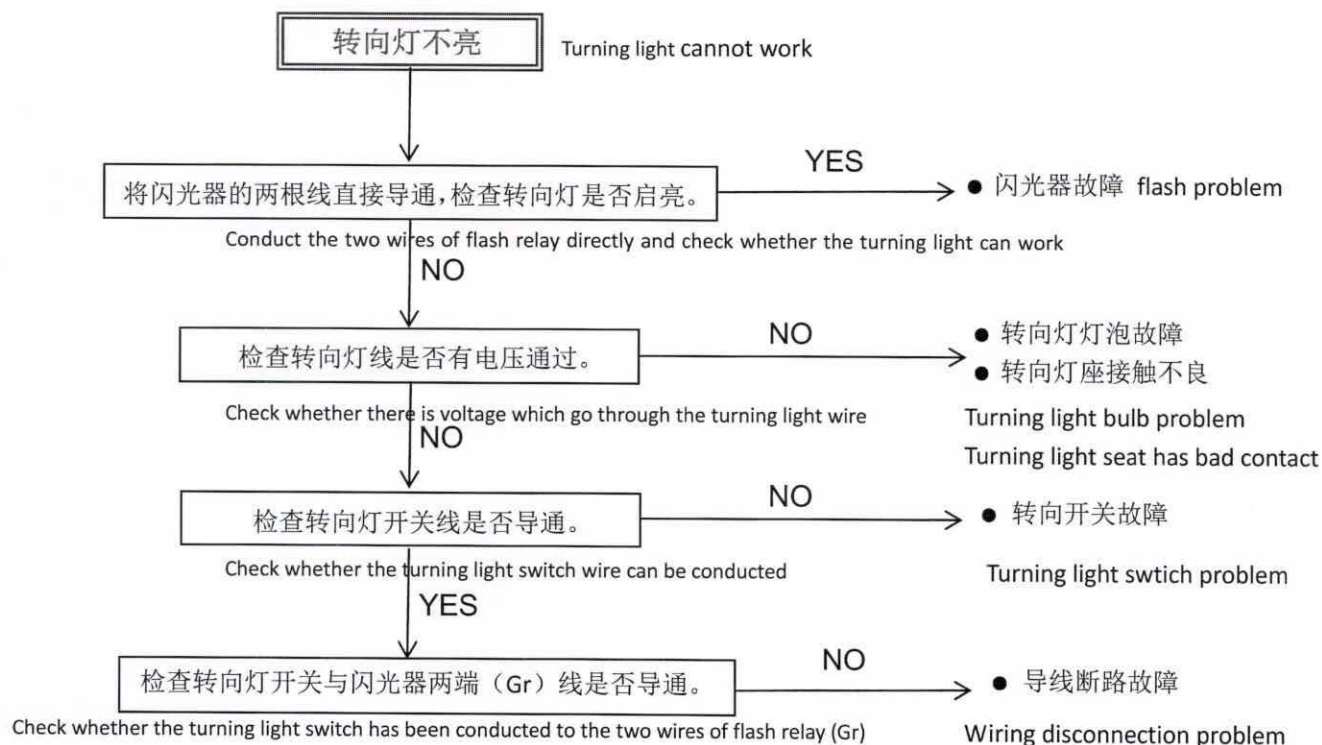 转向灯不亮
Turning light cannot work
YES
将闪光器的两根线直接导通，检查转向灯是否启亮。
● 闪光器故障 flash problem
Conduct the two wires of flash relay directly and check whether the turning light can work
NO
NO
检查转向灯线是否有电压通过。
● 转向灯灯泡故障
● 转向灯座接触不良
Check whether there is voltage which go through the turning light wire
Turning light bulb problem
NO
Turning light seat has bad contact
NO
检查转向灯开关线是否导通。
● 转向开关故障
Check whether the turning light switch wire can be conducted
Turning light swtich problem
YES
NO
检查转向灯开关与闪光器两端（Gr）线是否导通。
● 导线断路故障
Check whether the turning light switch has been conducted to the two wires of flash relay (Gr)
Wiring disconnection problem